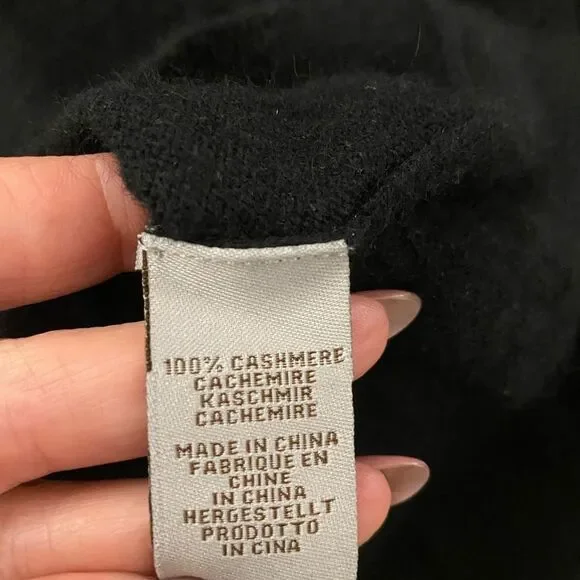 100% CASHMERE
CACHEMIRE
KASCHMIR
CACHEMIRE
MADE IN CHINA
FABRIQUE EN
CHINE
IN CHINA
HERGESTELLT
PRODOTTO
IN CINA